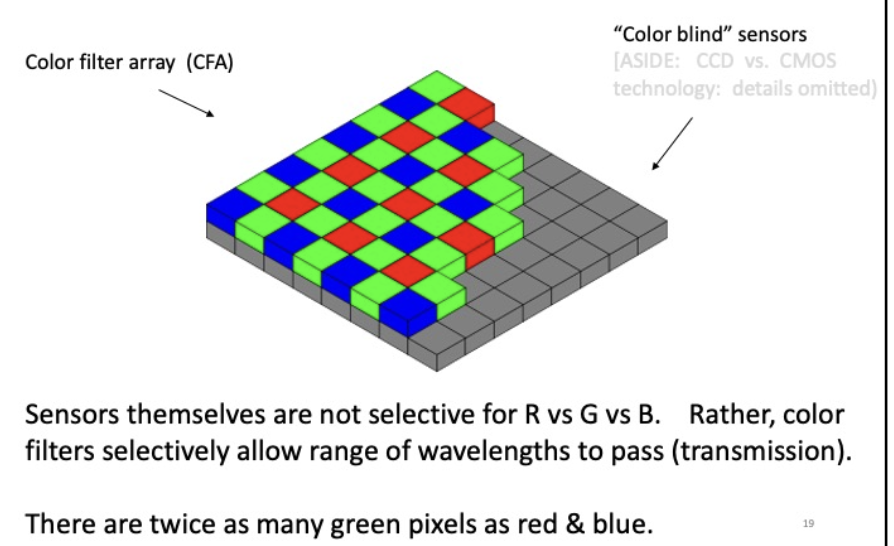 Color filter array (CFA)
“Color blind” sensors
[ASIDE: CCD vs. CMOS
technology: details omitted)
Sensors themselves are not selective for R vs G vs B. Rather, color
filters selectively allow range of wavelengths to pass (transmission).
There are twice as many green pixels as red & blue.
19